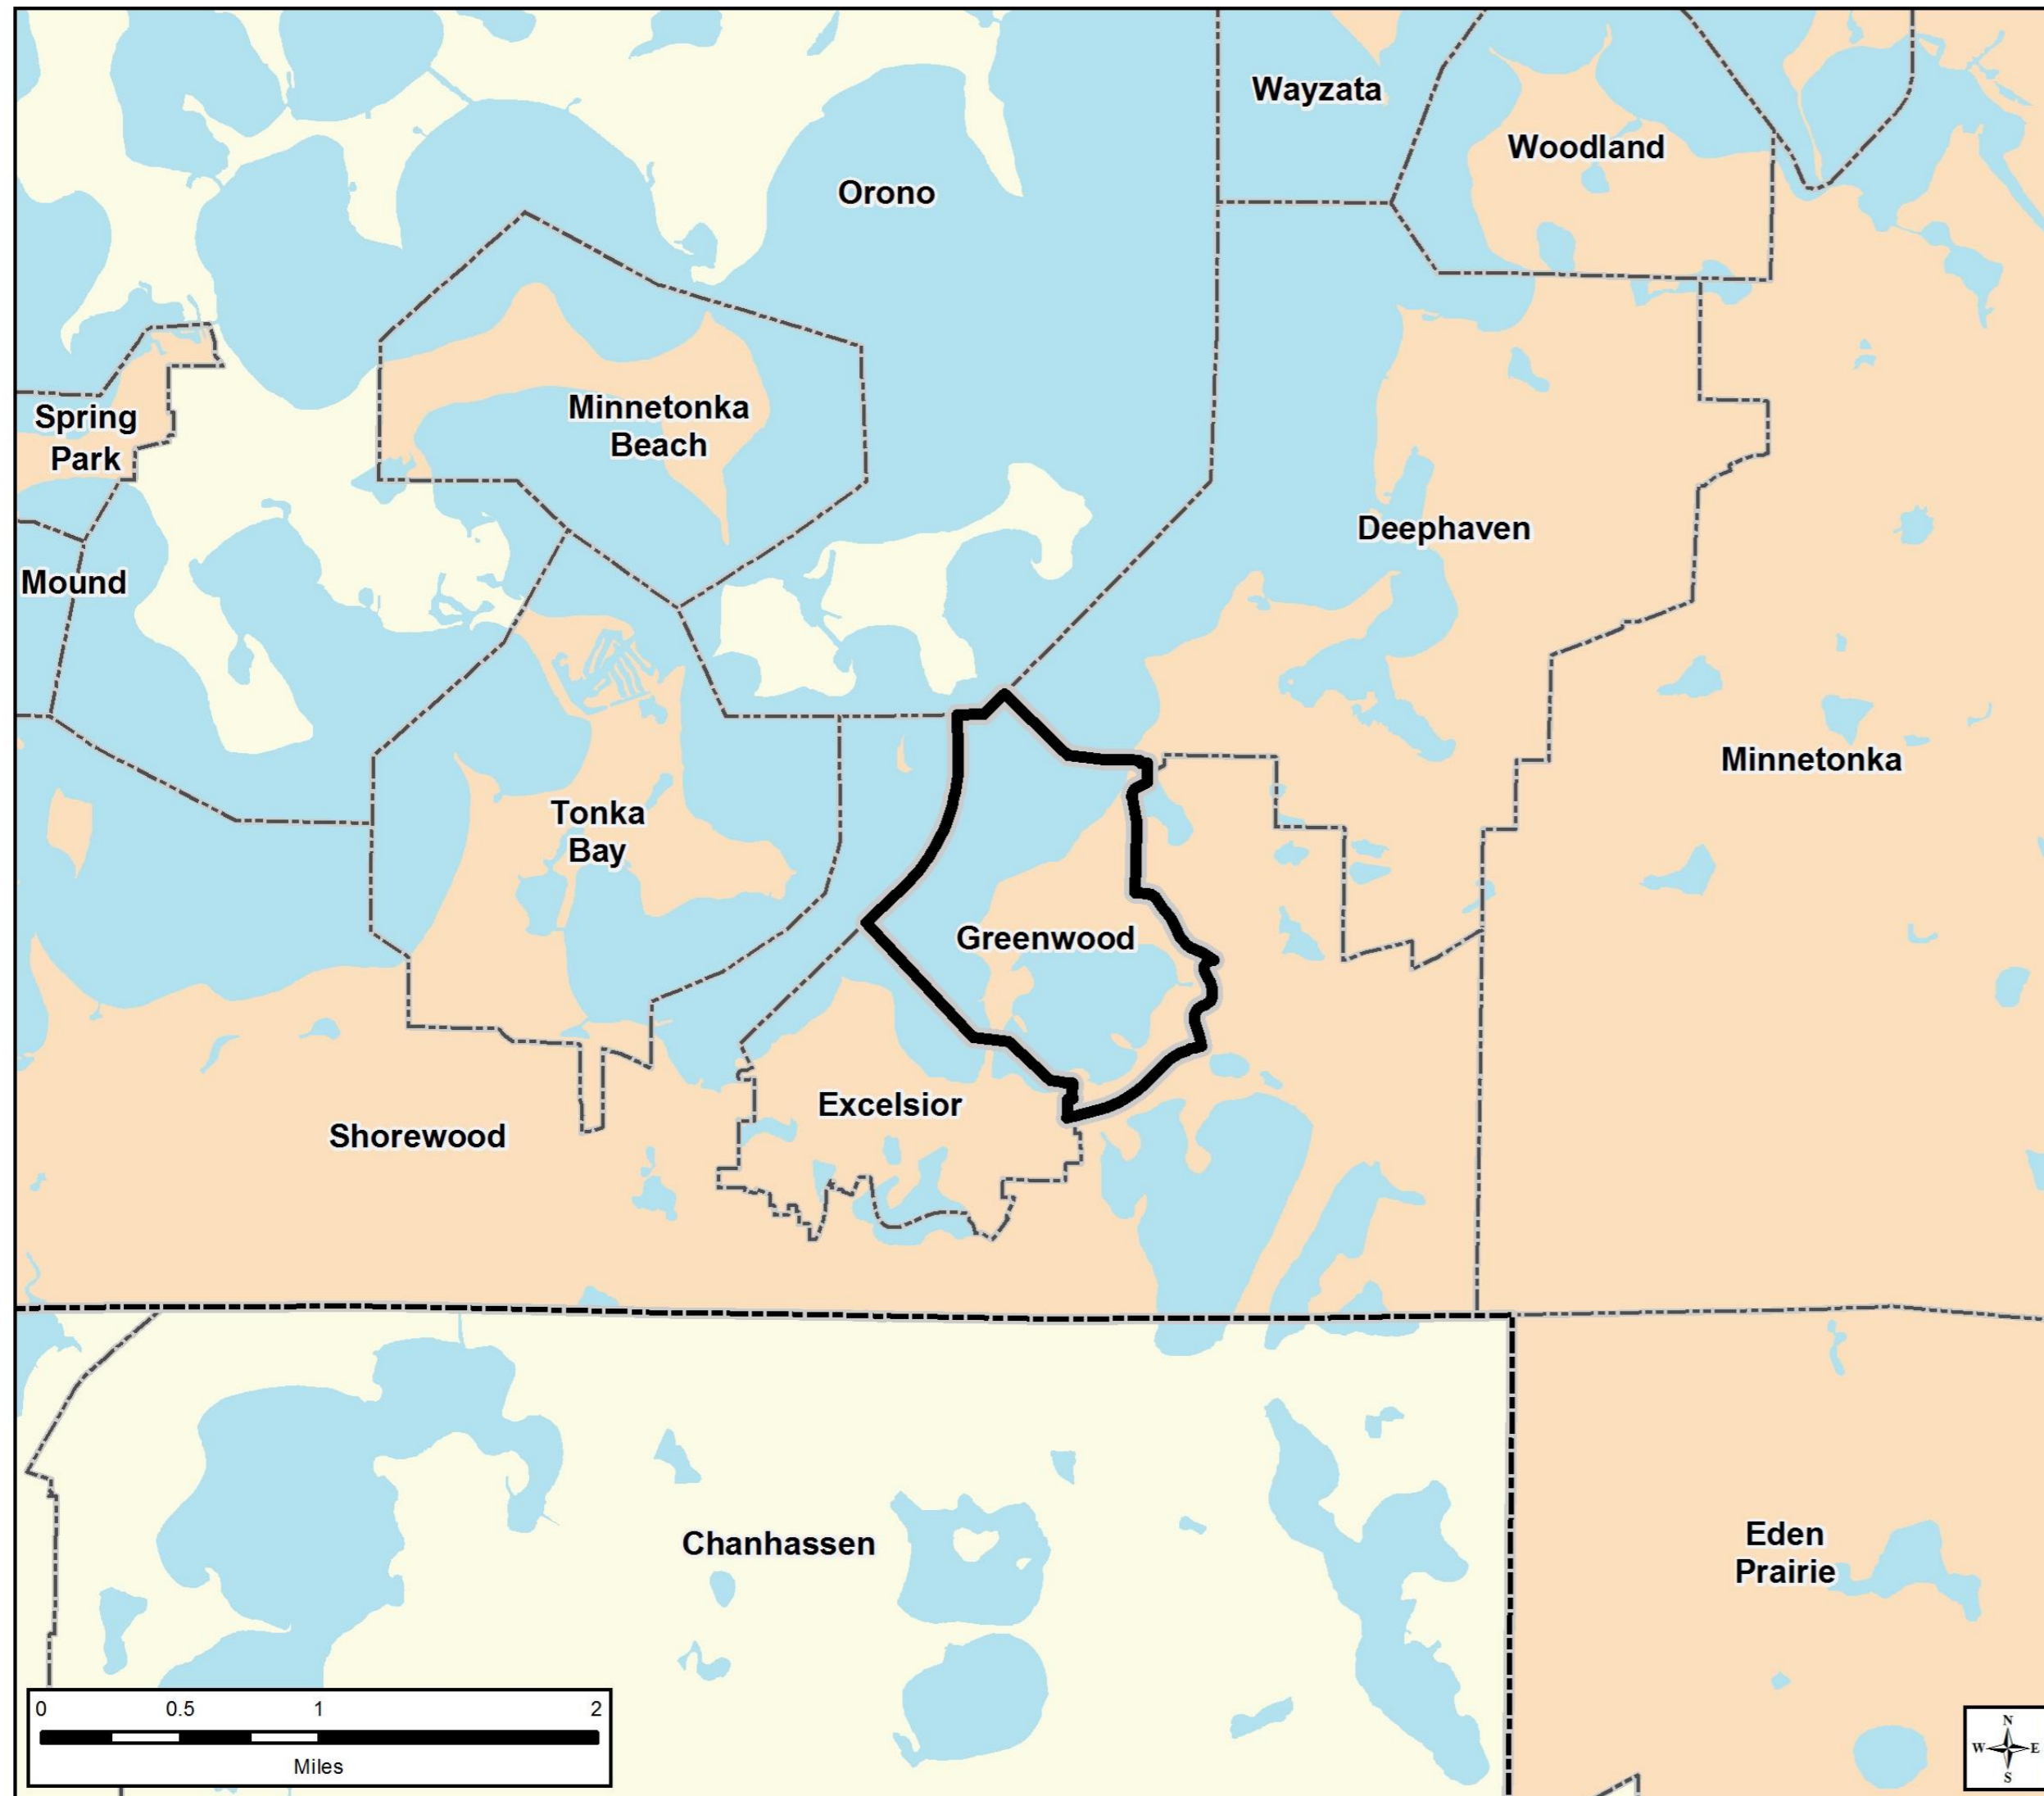 Wayzata
Woodland
Orono
Minnetonka
Beach
Spring
Park
Deephaven
Mound
Minnetonka
Tonka
Bay
Greenwood
Excelsior
Shorewood
Chanhassen
Eden
Prairie
0 0.5 1 2
Miles
N
W E
S